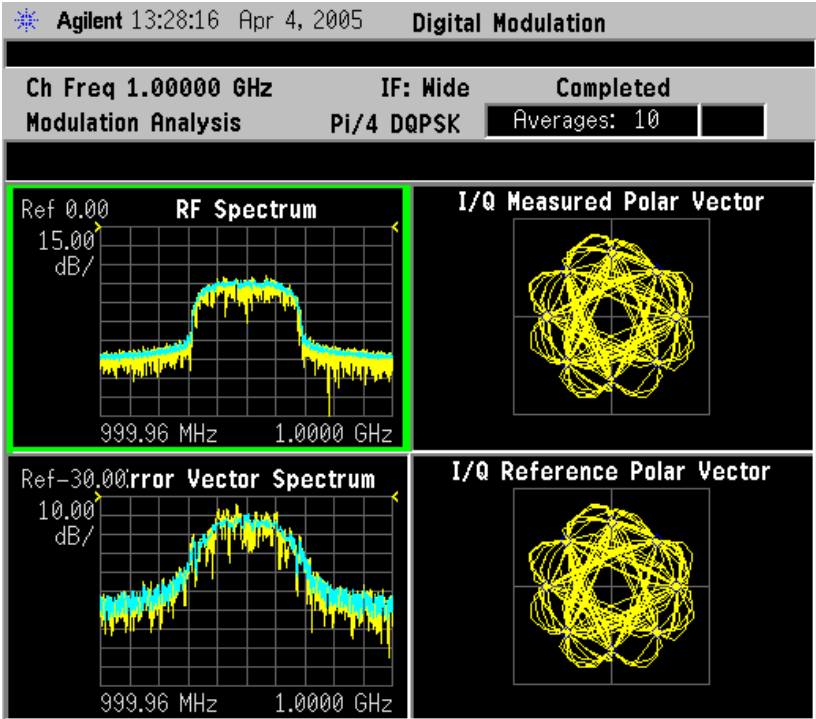 Agilent 13:28:16 Apr 4, 2005 Digital Modulation
Ch Freq 1.00000 GHz IF: Wide Completed
Modulation Analysis Pi/4 DQPSK Averages: 10
Ref 0.00 RF Spectrum
15.00
dB/
999.96 MHz 1.0000 GHz
I/Q Measured Polar Vector
Ref-30.00 rror Vector Spectrum
10.00
dB/
999.96 MHz 1.0000 GHz
I/Q Reference Polar Vector